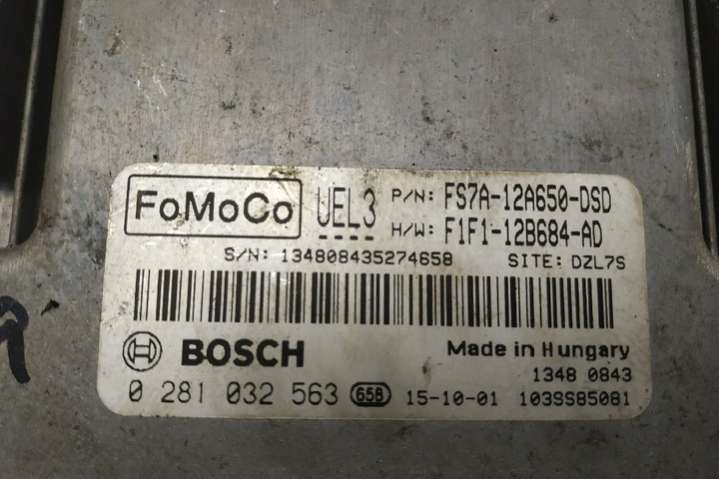 FoMoCo UEL3 P/N: FS7A-12A650-DSD
H/W: F1F1-12B684-AD
S/N: 134808435274658 SITE: DZL7S
BOSCH Made in Hungary
1348 0843
0 281 032 563 658 15-10-01 103SS85081